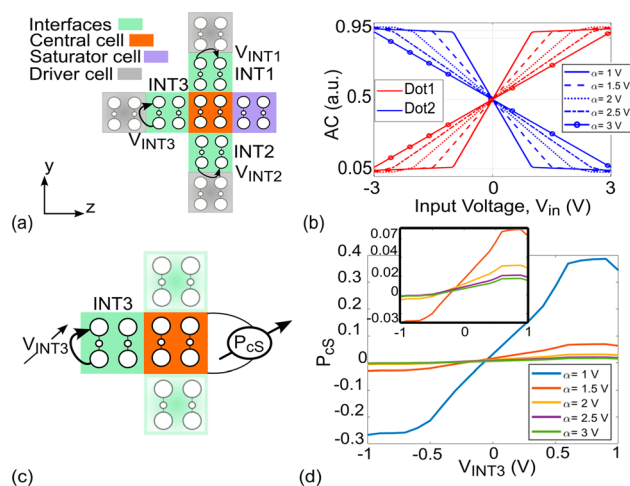 Interfaces
Central cell
Saturator cell
Driver cell
V_INT1
INT1
INT3
V_INT3
INT2
V_INT2
y
z
(a)
AC (a.u.)
0.95
0.5
0.05
Dot1
Dot2
α= 1 V
α= 1.5 V
α= 2 V
α= 2.5 V
α= 3 V
-3 0 3
Input Voltage, V_in (V)
(b)
INT3
V_INT3
P_cS
(c)
P_cS
0.4
0.3
0.2
0.1
0
-0.1
-0.2
-0.3
0.07
0.06
0.04
0.02
0
-0.03
-1 0 1
α= 1 V
α= 1.5 V
α= 2 V
α= 2.5 V
α= 3 V
-1 -0.5 0 0.5 1
V_INT3 (V)
(d)